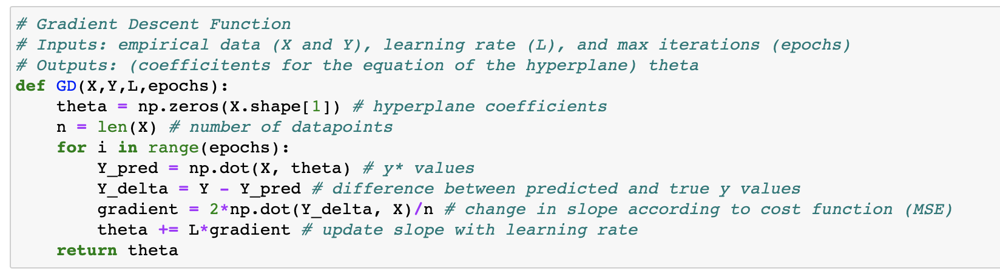 # Gradient Descent Function
# Inputs: empirical data (X and Y), learning rate (L), and max iterations (epochs)
# Outputs: (coefficitents for the equation of the hyperplane) theta
def GD(X,Y,L,epochs):
    theta = np.zeros(X.shape[1]) # hyperplane coefficients
    n = len(X) # number of datapoints
    for i in range(epochs):
        Y_pred = np.dot(X, theta) # y* values
        Y_delta = Y - Y_pred # difference between predicted and true y values
        gradient = 2*np.dot(Y_delta, X)/n # change in slope according to cost function (MSE)
        theta += L*gradient # update slope with learning rate
    return theta